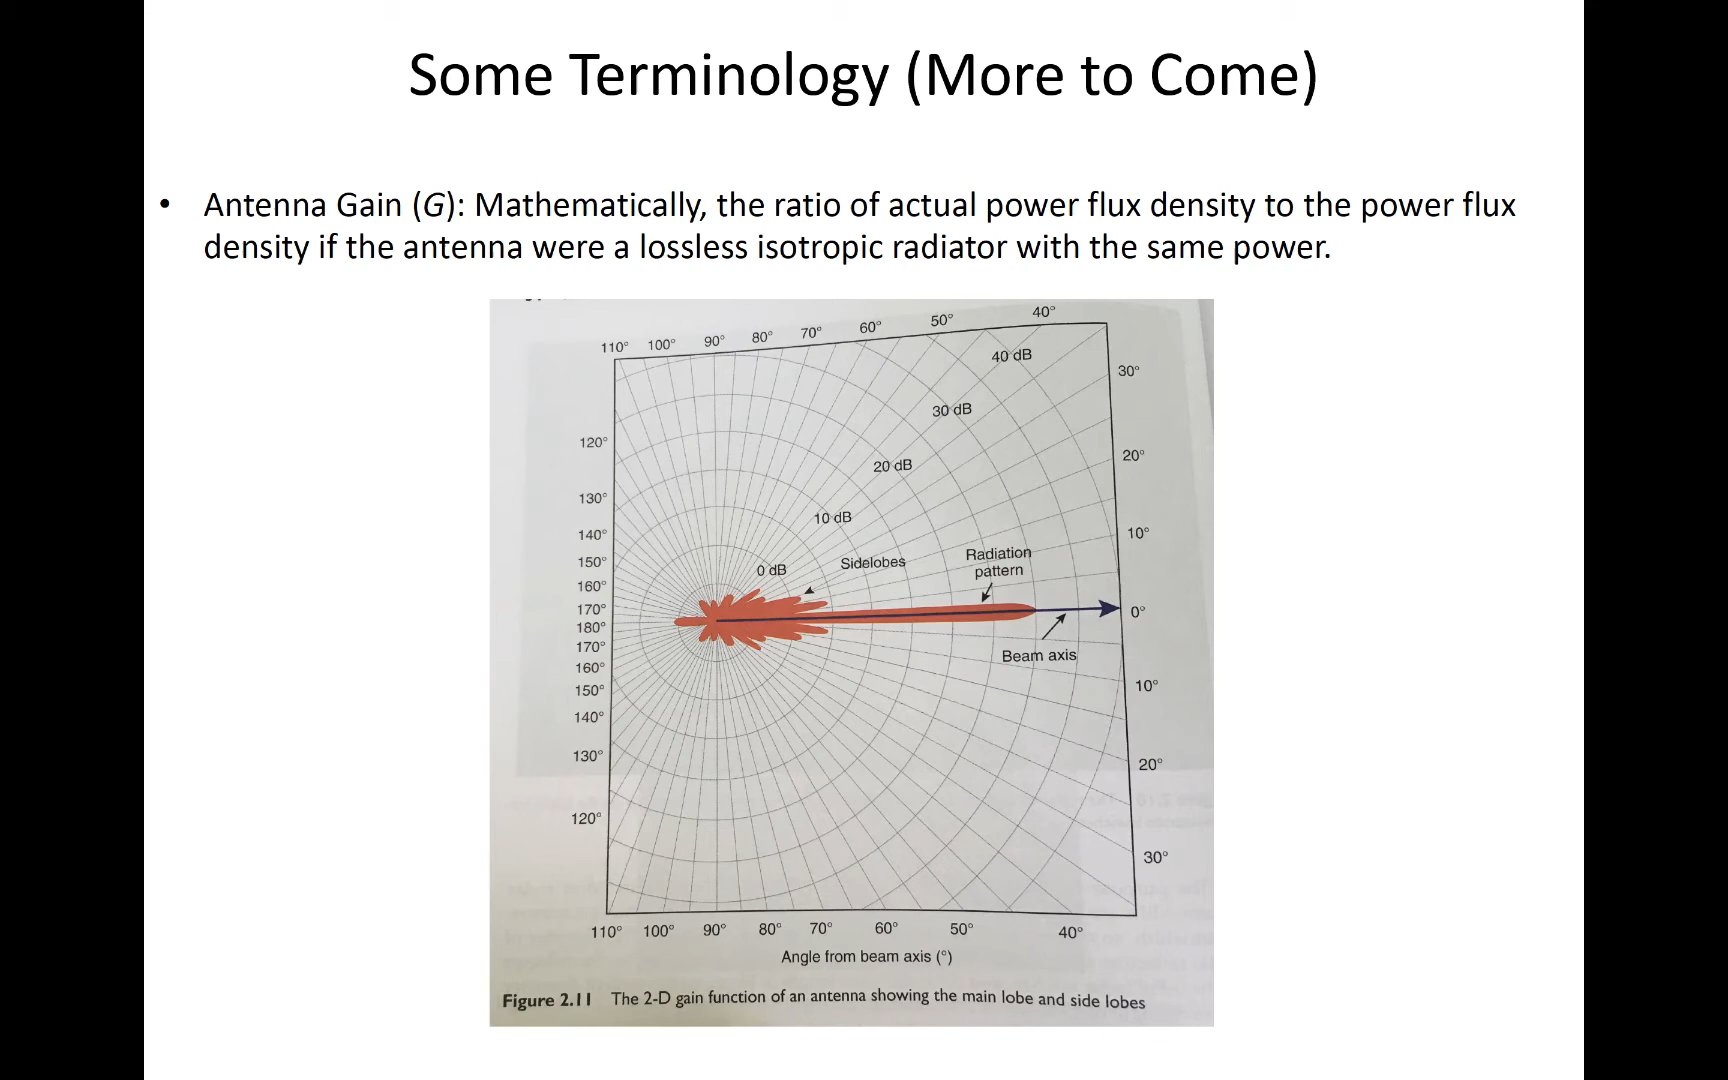 Some Terminology (More to Come)
• Antenna Gain (G): Mathematically, the ratio of actual power flux density to the power flux
density if the antenna were a lossless isotropic radiator with the same power.
110° 100° 90° 80° 70° 60° 50° 40°
40 dB
30°
30 dB
120°
20°
20 dB
130°
10 dB
10°
140°
Sidelobes
Radiation
pattern
150°
0 dB
160°
170°
0°
180°
170°
Beam axis
160°
150°
10°
140°
130°
20°
120°
30°
110° 100° 90° 80° 70° 60° 50° 40°
Angle from beam axis (°)
Figure 2.11 The 2-D gain function of an antenna showing the main lobe and side lobes